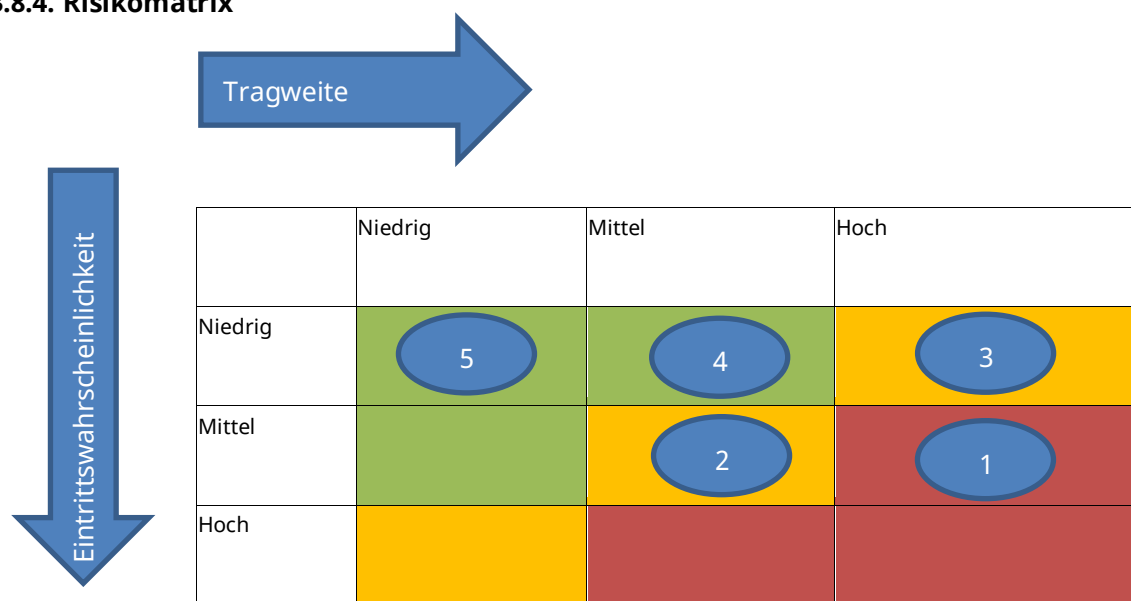 .8.4. Risikomatrix
Tragweite
Eintrittswahrscheinlichkeit
Niedrig
Mittel
Hoch
Niedrig
5
4
3
Mittel
2
1
Hoch